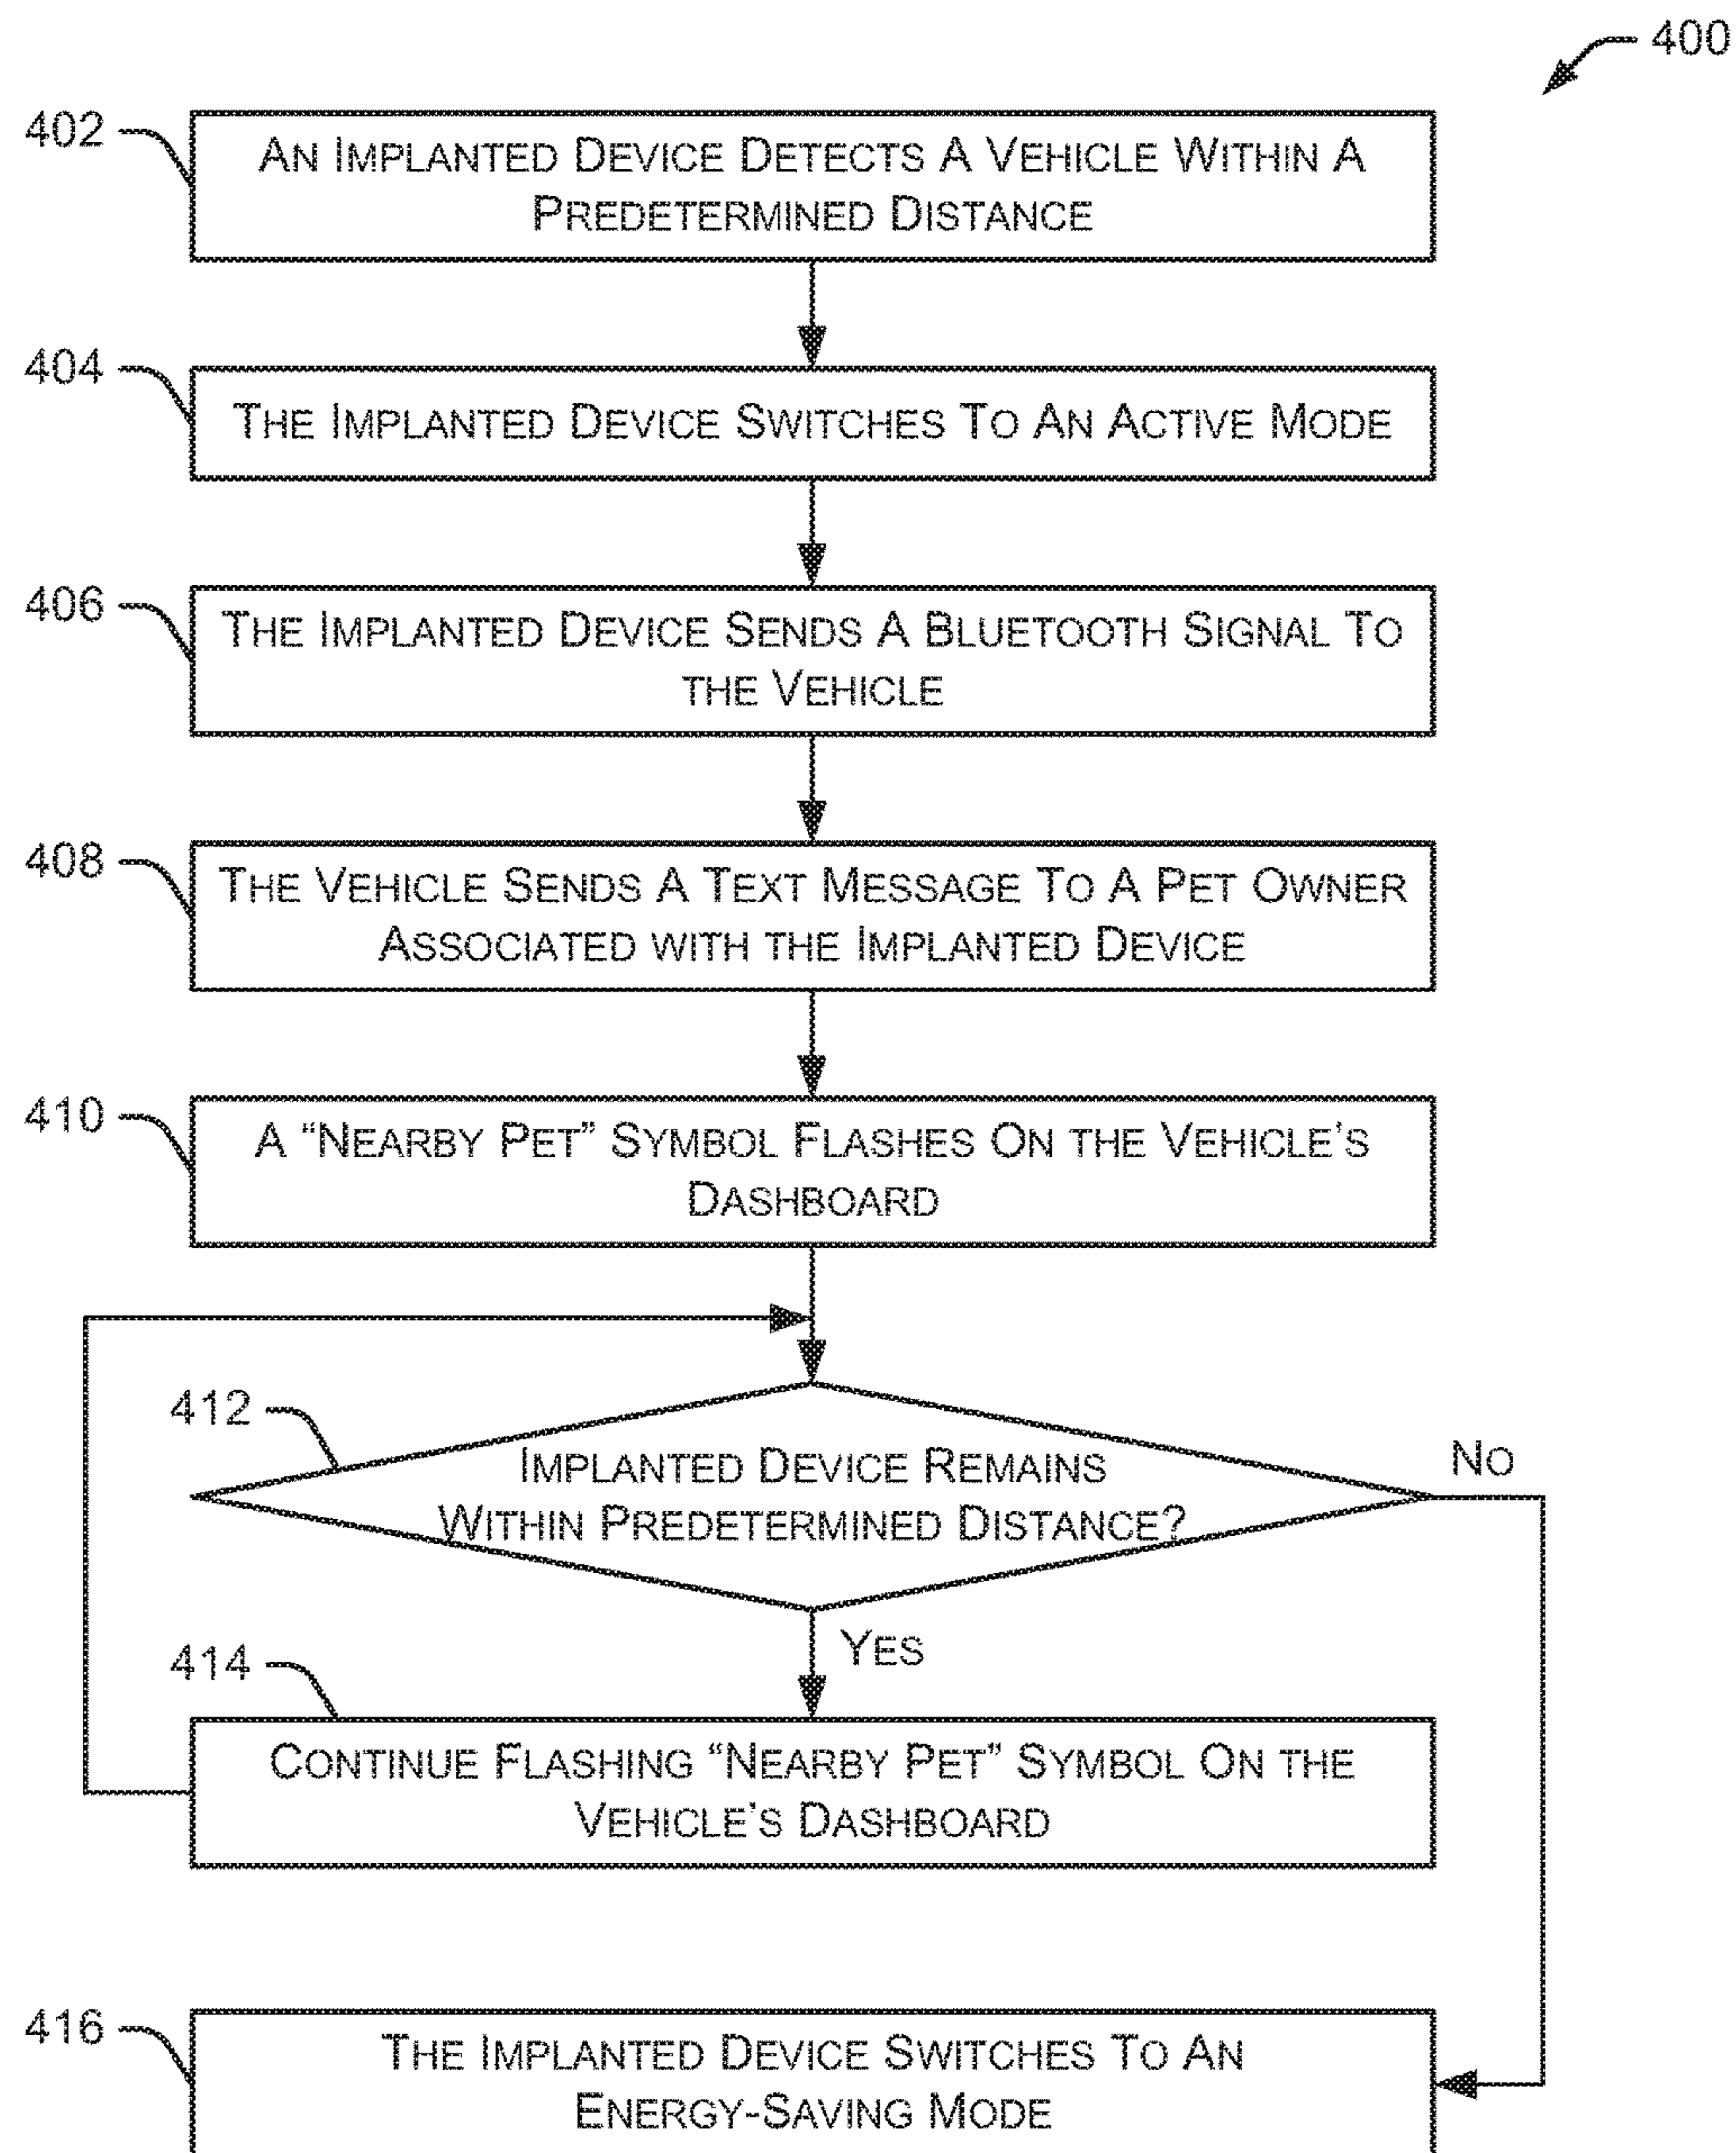 400
402
AN IMPLANTED DEVICE DETECTS A VEHICLE WITHIN A
PREDETERMINED DISTANCE
404
THE IMPLANTED DEVICE SWITCHES TO AN ACTIVE MODE
406
THE IMPLANTED DEVICE SENDS A BLUETOOTH SIGNAL TO
THE VEHICLE
408
THE VEHICLE SENDS A TEXT MESSAGE TO A PET OWNER
ASSOCIATED WITH THE IMPLANTED DEVICE
410
A “NEARBY PET” SYMBOL FLASHES ON THE VEHICLE’S
DASHBOARD
412
IMPLANTED DEVICE REMAINS
WITHIN PREDETERMINED DISTANCE?
NO
YES
414
CONTINUE FLASHING “NEARBY PET” SYMBOL ON THE
VEHICLE’S DASHBOARD
416
THE IMPLANTED DEVICE SWITCHES TO AN
ENERGY-SAVING MODE